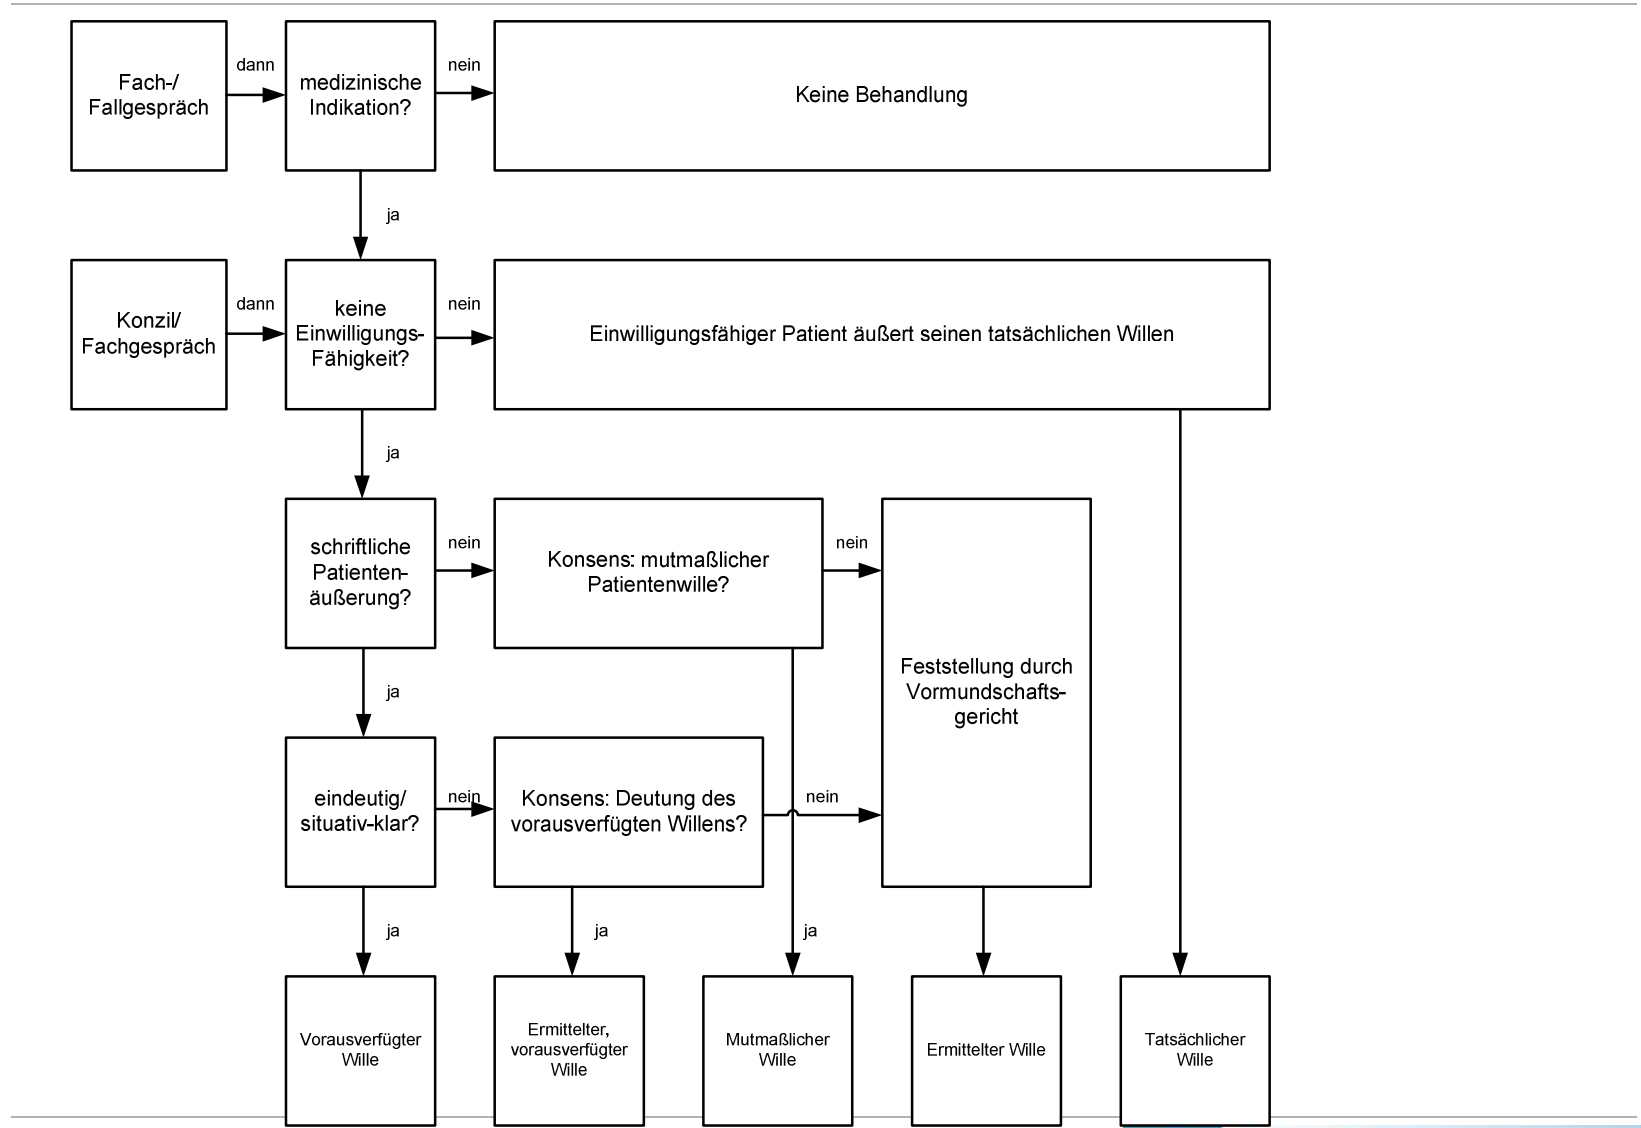 Fach-/
Fallgespräch
dann
medizinische
Indikation?
nein
Keine Behandlung
ja
Konzil/
Fachgespräch
dann
keine
Einwilligungs-
Fähigkeit?
nein
Einwilligungsfähiger Patient äußert seinen tatsächlichen Willen
ja
schriftliche
Patienten-
äußerung?
nein
Konsens: mutmaßlicher
Patientenwille?
nein
Feststellung durch
Vormundschafts-
gericht
ja
eindeutig/
situativ-klar?
nein
Konsens: Deutung des
vorausverfügten Willens?
nein
ja
ja
ja
Vorausverfügter
Wille
Ermittelter,
vorausverfügter
Wille
Mutmaßlicher
Wille
Ermittelter Wille
Tatsächlicher
Wille